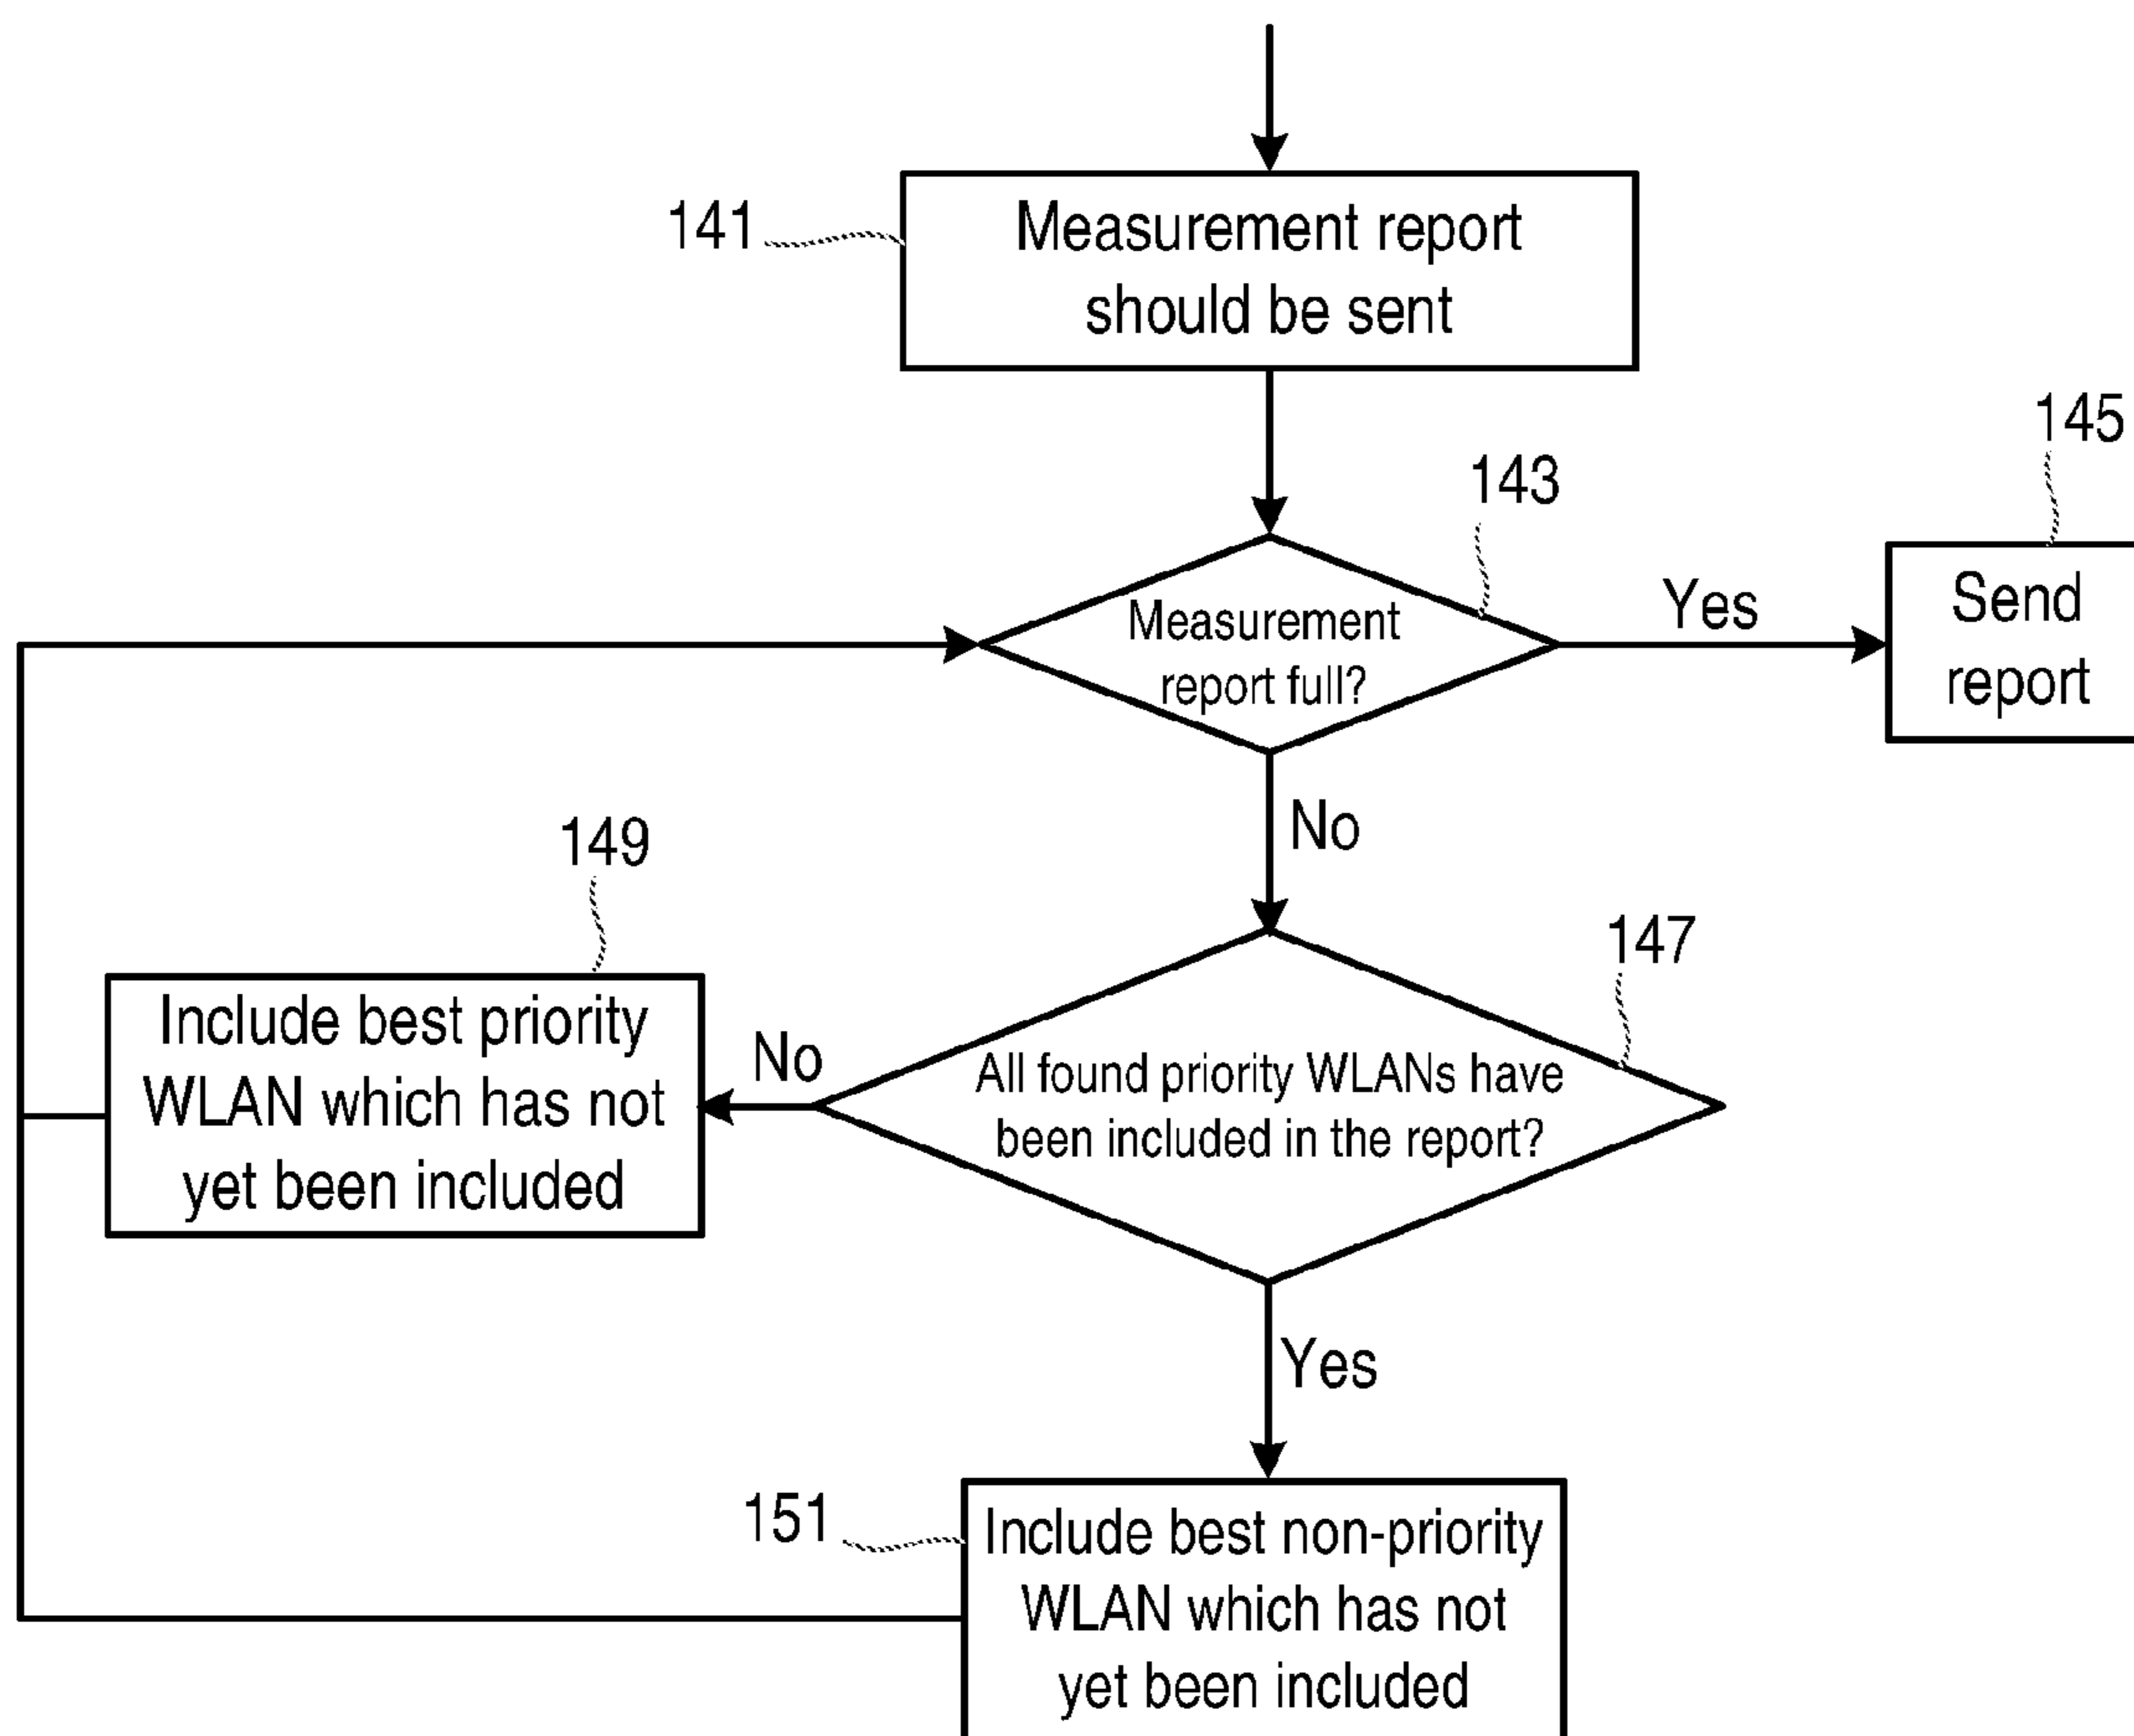 141
Measurement report
should be sent
143
145
Measurement
report full?
Yes
Send
report
No
149
147
Include best priority
WLAN which has not
yet been included
No
All found priority WLANs have
been included in the report?
Yes
151
Include best non-priority
WLAN which has not
yet been included